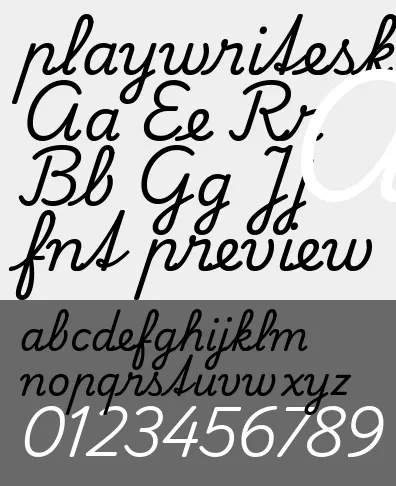 playwritesk
Aa Ee Rr
Bb Gg Jj
fnt preview
a
abcdefghijklm
nopqrstuvwxyz
0123456789